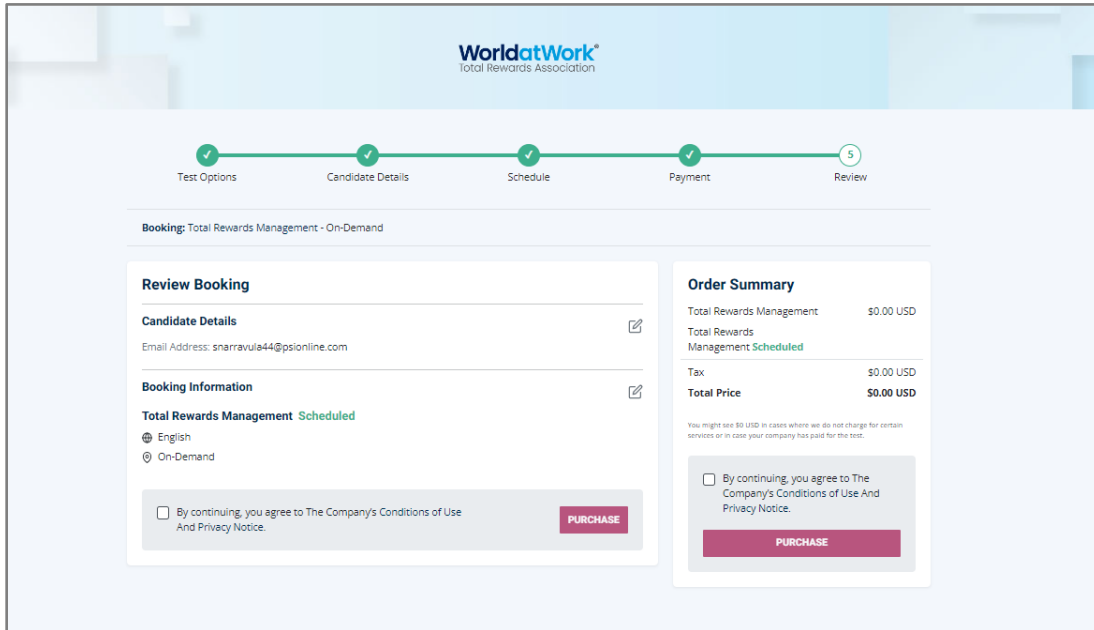 WorldatWork®
Total Rewards Association
5
Test Options
Candidate Details
Schedule
Payment
Review
Booking: Total Rewards Management - On-Demand
Review Booking
Candidate Details
Email Address: snarravula44@psionline.com
Booking Information
Total Rewards Management Scheduled
English
On-Demand
By continuing, you agree to The Company's Conditions of Use
And Privacy Notice.
PURCHASE
Order Summary
Total Rewards Management $0.00 USD
Total Rewards
Management Scheduled
Tax $0.00 USD
Total Price $0.00 USD
You might see $0 USD in cases where we do not charge for certain
services or in case your company has paid for the test.
By continuing, you agree to The
Company's Conditions of Use And
Privacy Notice.
PURCHASE